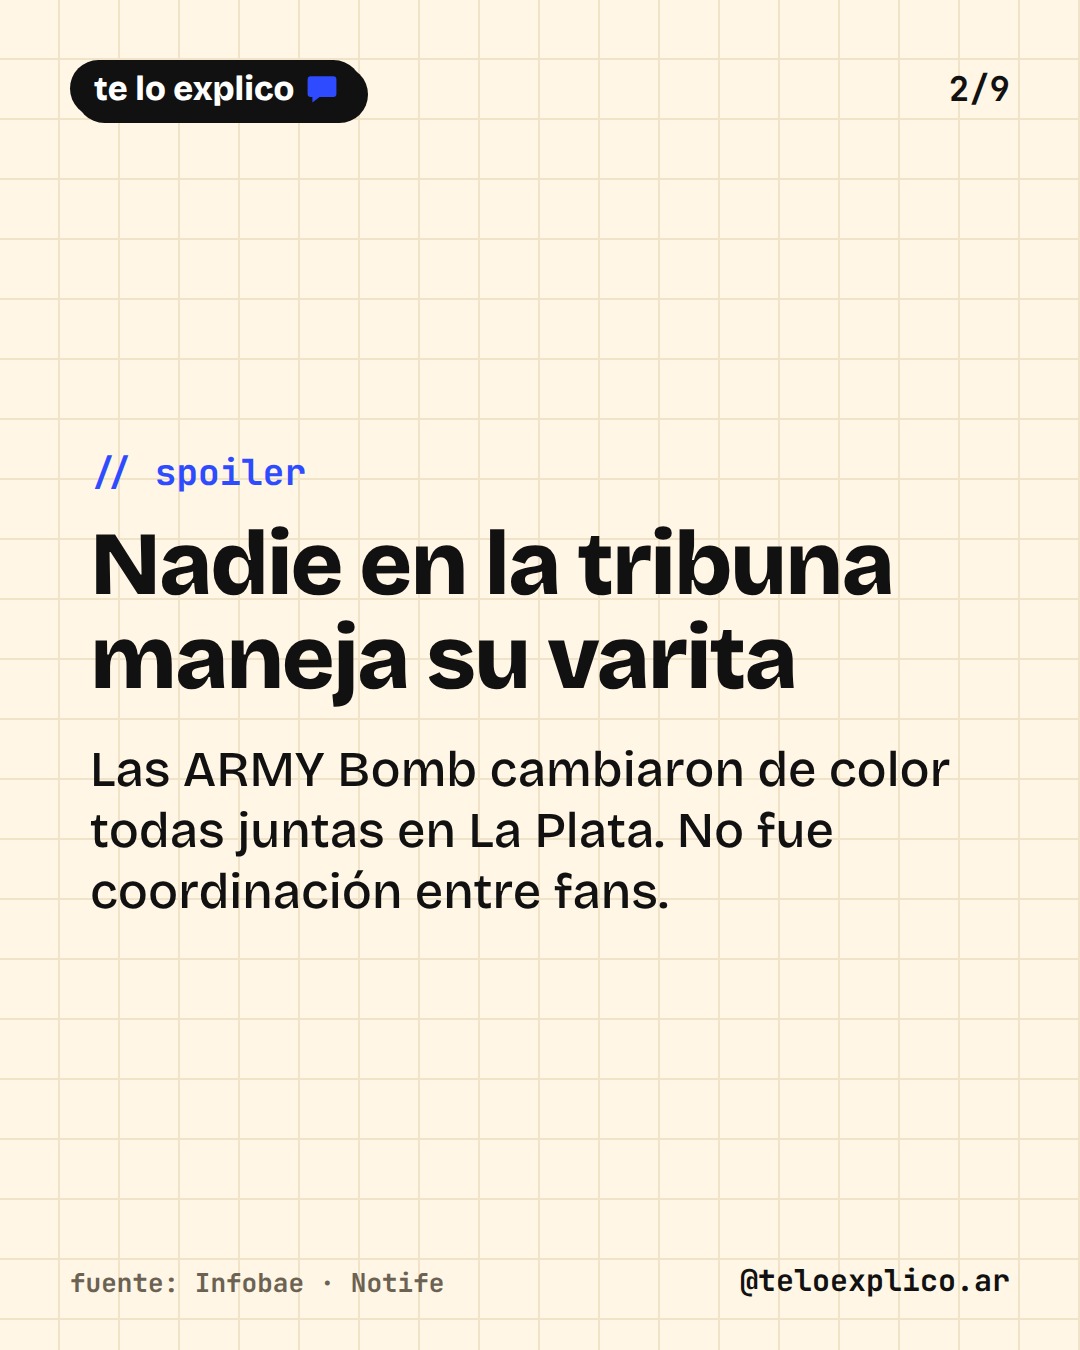 te lo explico
2/9
// spoiler
Nadie en la tribuna
maneja su varita
Las ARMY Bomb cambiaron de color
todas juntas en La Plata. No fue
coordinación entre fans.
fuente: Infobae · Notife
@teloexplico.ar